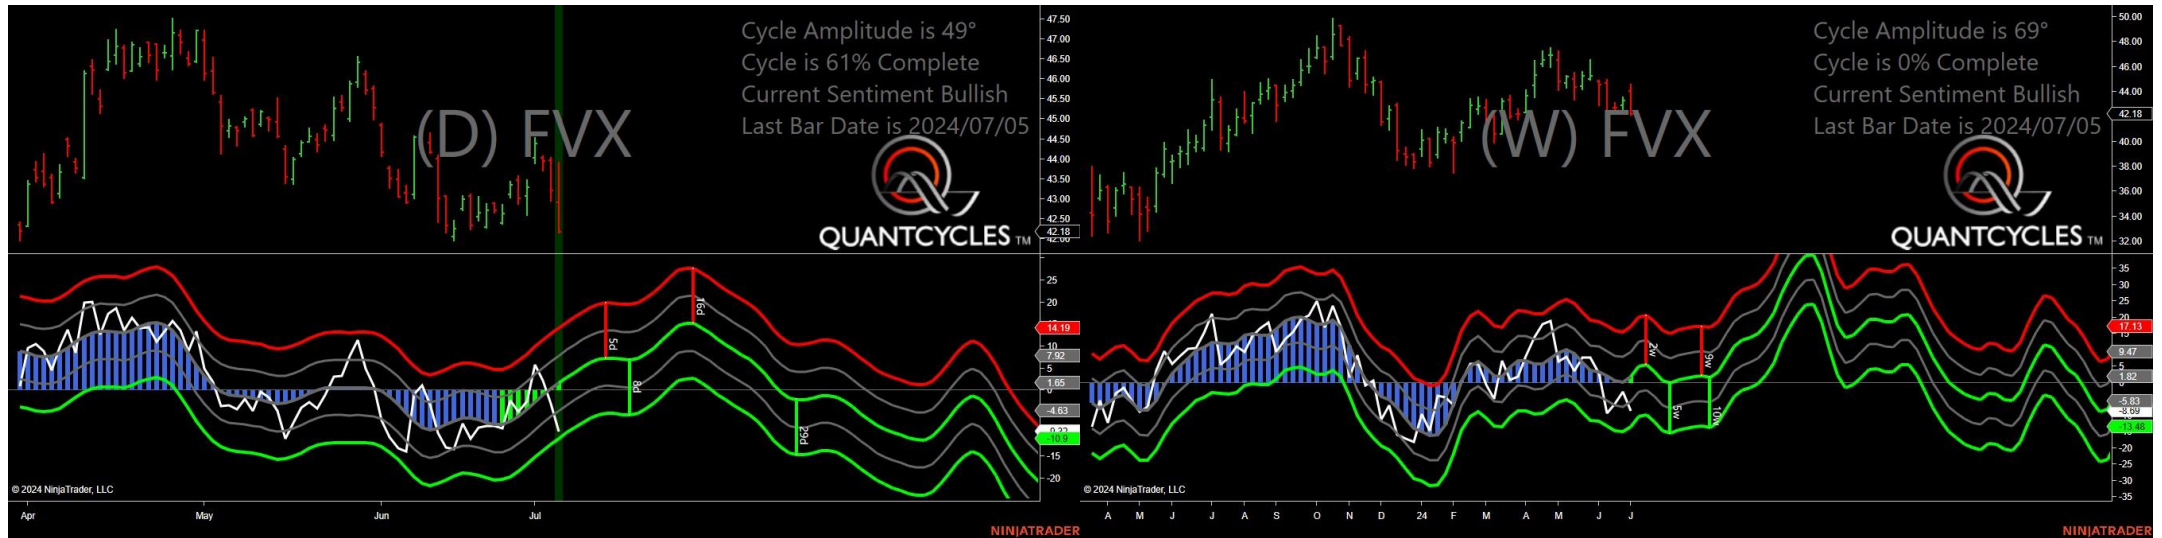 Cycle Amplitude is 49°
Cycle is 61% Complete
Current Sentiment Bullish
Last Bar Date is 2024/07/05
(D) FVX
QUANTCYCLES TM
47.50
47.00
46.50
46.00
45.50
45.00
44.50
44.00
43.50
43.00
42.50
42.18
42.00
25
20
14.19
10
7.92
5
1.65
-4.63
-10.9
-15
-20
5d
8d
16d
29d
© 2024 NinjaTrader, LLC
Apr
May
Jun
Jul
NINJATRADER
Cycle Amplitude is 69°
Cycle is 0% Complete
Current Sentiment Bullish
Last Bar Date is 2024/07/05
(W) FVX
QUANTCYCLES TM
50.00
48.00
46.00
44.00
42.18
40.00
38.00
36.00
34.00
32.00
35
30
25
20
17.13
9.47
5
1.82
-5.83
-8.69
-13.48
-20
-25
-30
-35
2w
5w
9w
10w
© 2024 NinjaTrader, LLC
A M J J A S O N D 24 F M A M J J
NINJATRADER